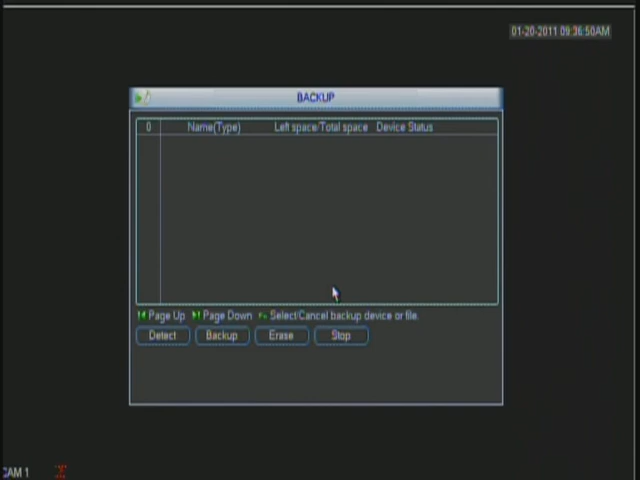 01-20-2011 09:36:50AM
BACKUP
0 Name(Type) Left space/Total space Device Status
Page Up Page Down Select/Cancel backup device or file.
Detect Backup Erase Stop
CAM 1